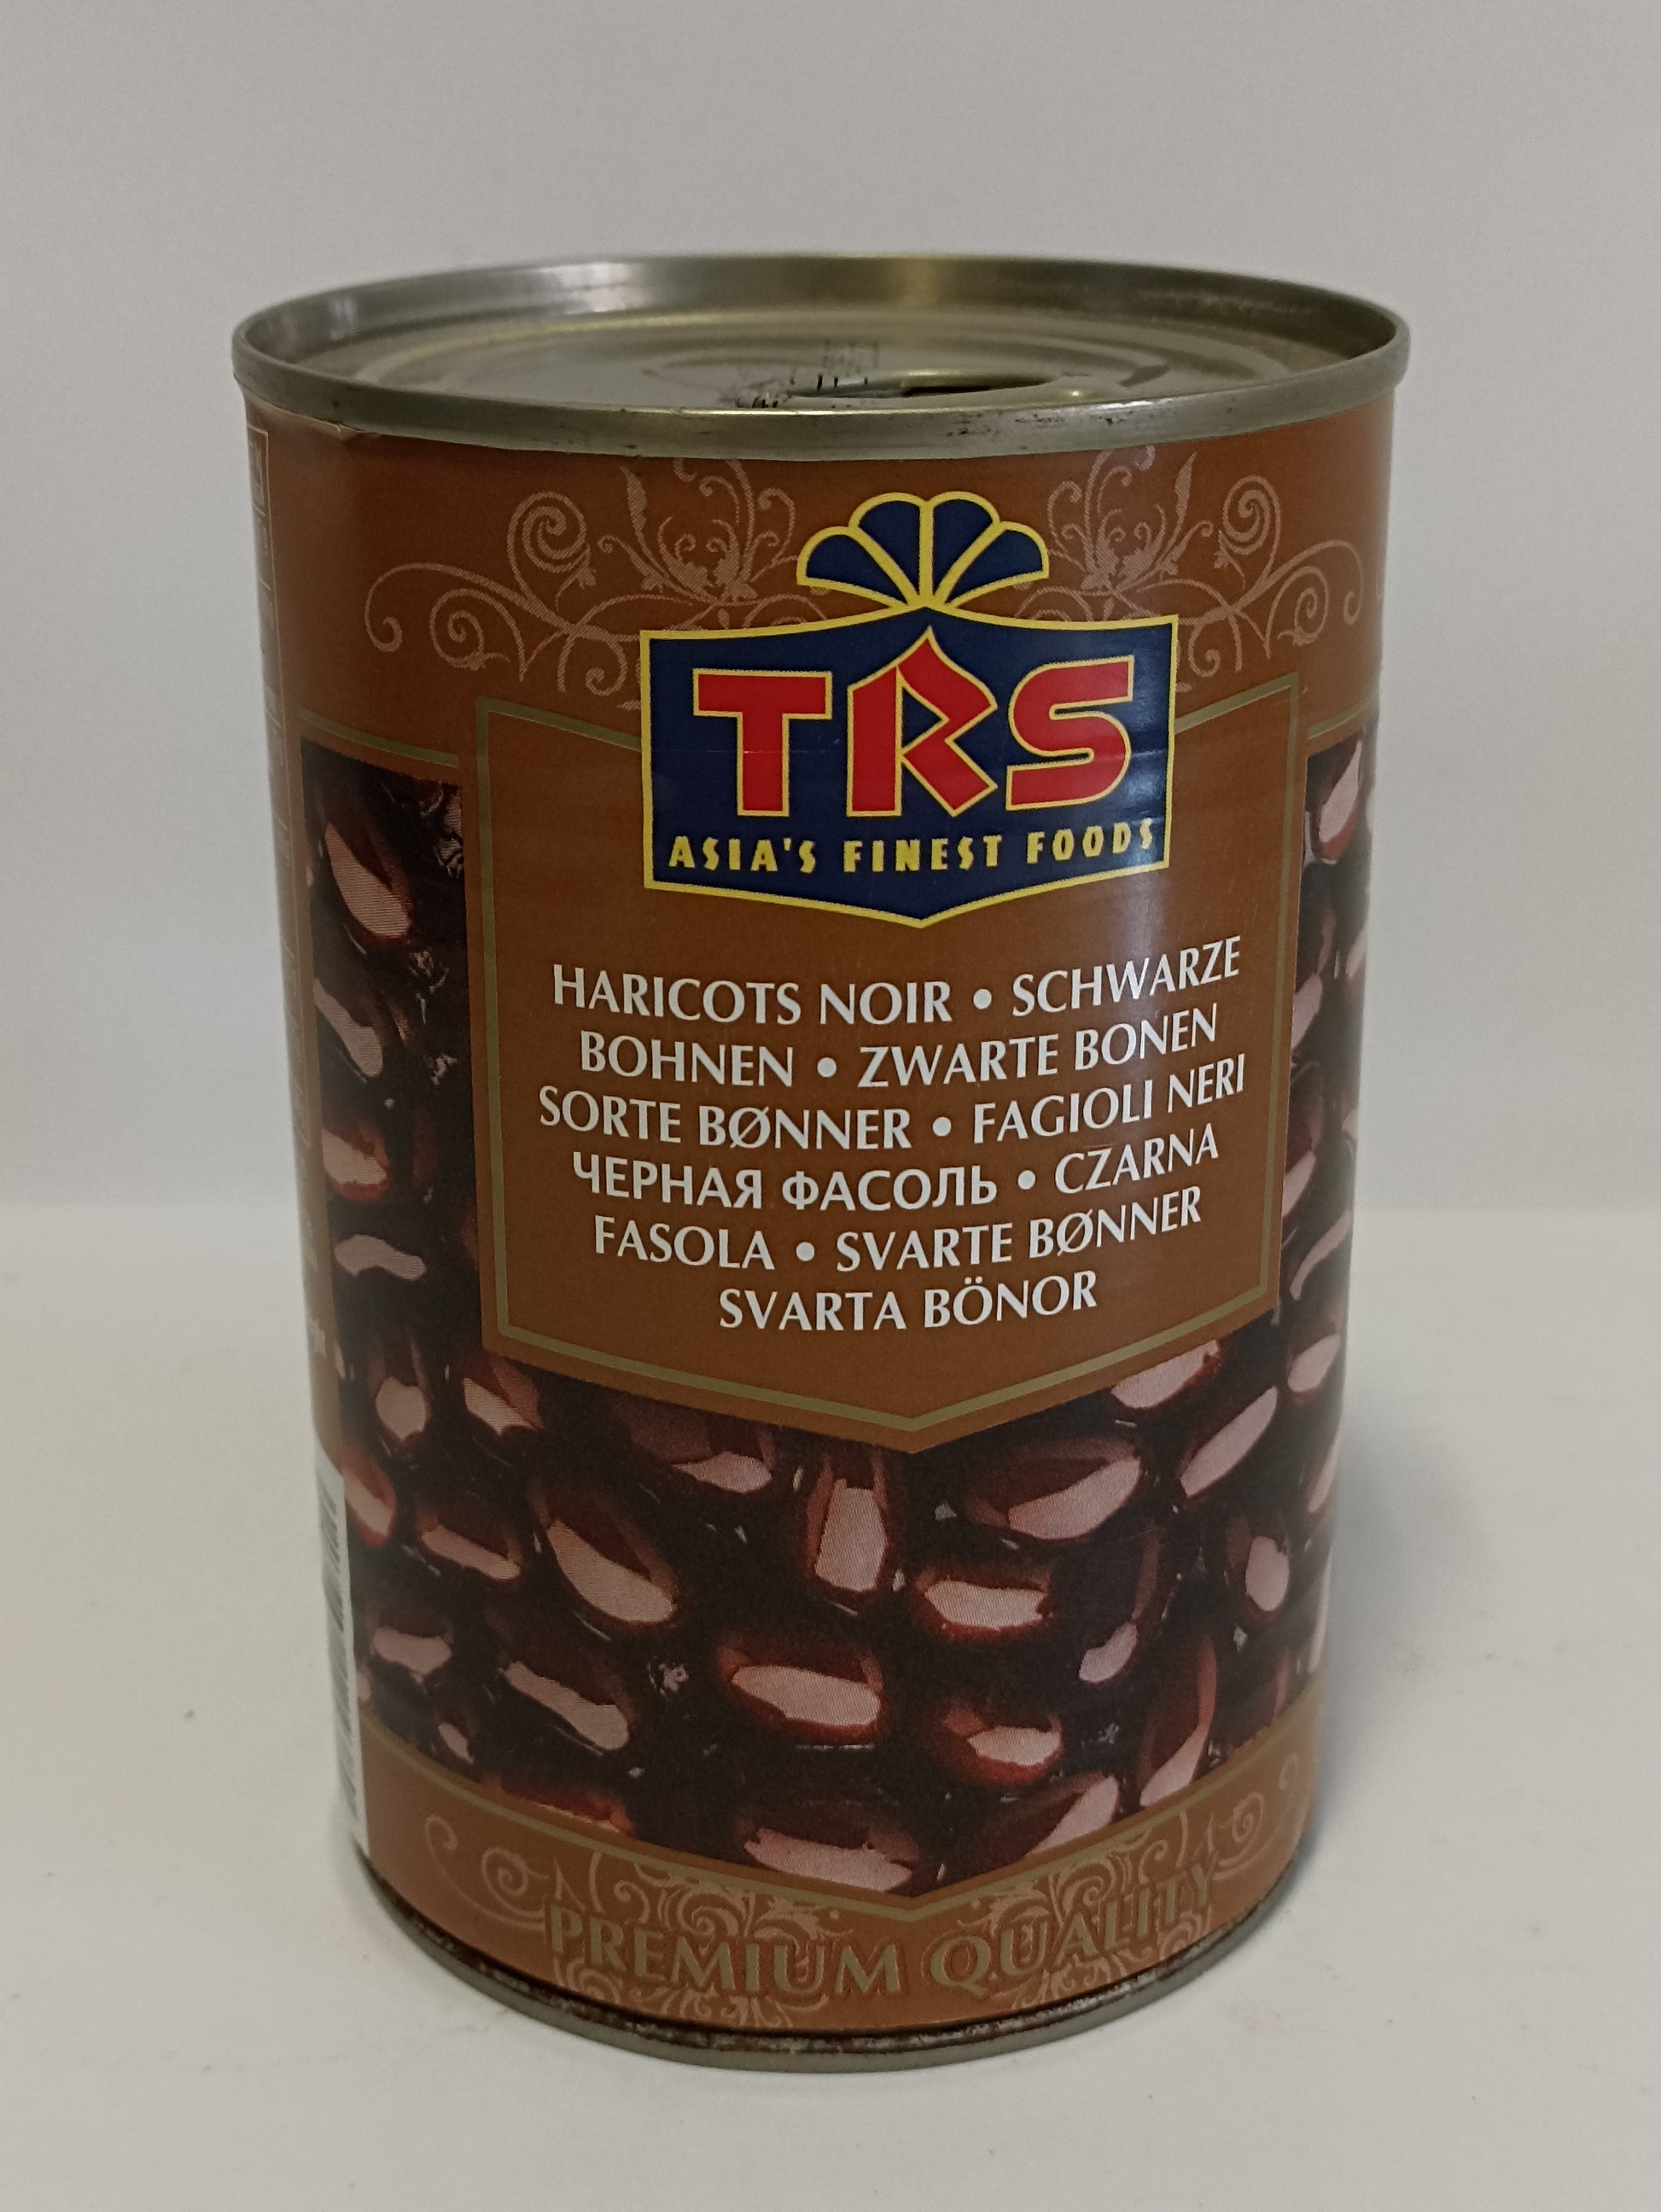 TRS
ASIA'S FINEST FOODS
HARICOTS NOIR • SCHWARZE
BOHNEN • ZWARTE BONEN
SORTE BØNNER • FAGIOLI NERI
ЧЕРНАЯ ФАСОЛЬ • CZARNA
FASOLA • SVARTE BØNNER
SVARTA BÖNOR
PREMIUM QUALITY